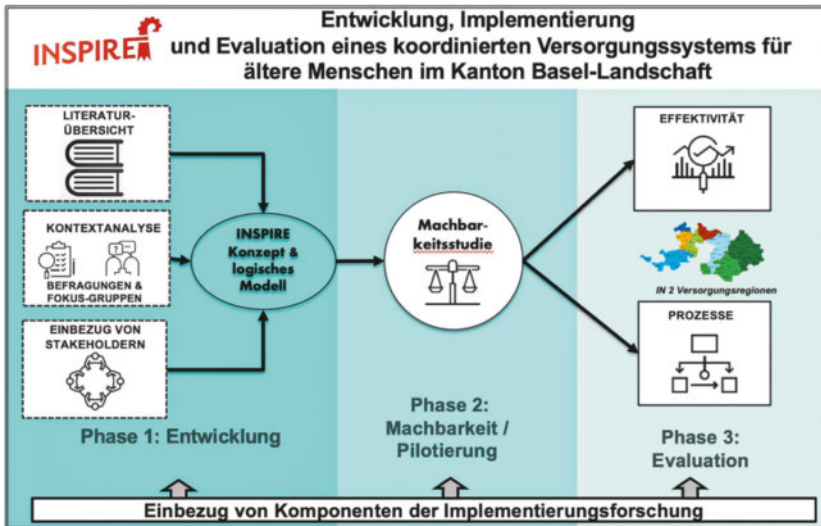 INSPIRE
Entwicklung, Implementierung
und Evaluation eines koordinierten Versorgungssystems für
ältere Menschen im Kanton Basel-Landschaft
LITERATUR-
ÜBERSICHT
KONTEXTANALYSE
BEFRAGUNGEN &
FOKUS-GRUPPEN
EINBEZUG VON
STAKEHOLDERN
INSPIRE
Konzept &
logisches
Modell
Phase 1: Entwicklung
Machbar-
keitsstudie
Phase 2:
Machbarkeit /
Pilotierung
EFFEKTIVITÄT
IN 2 Versorgungsregionen
PROZESSE
Phase 3:
Evaluation
Einbezug von Komponenten der Implementierungsforschung